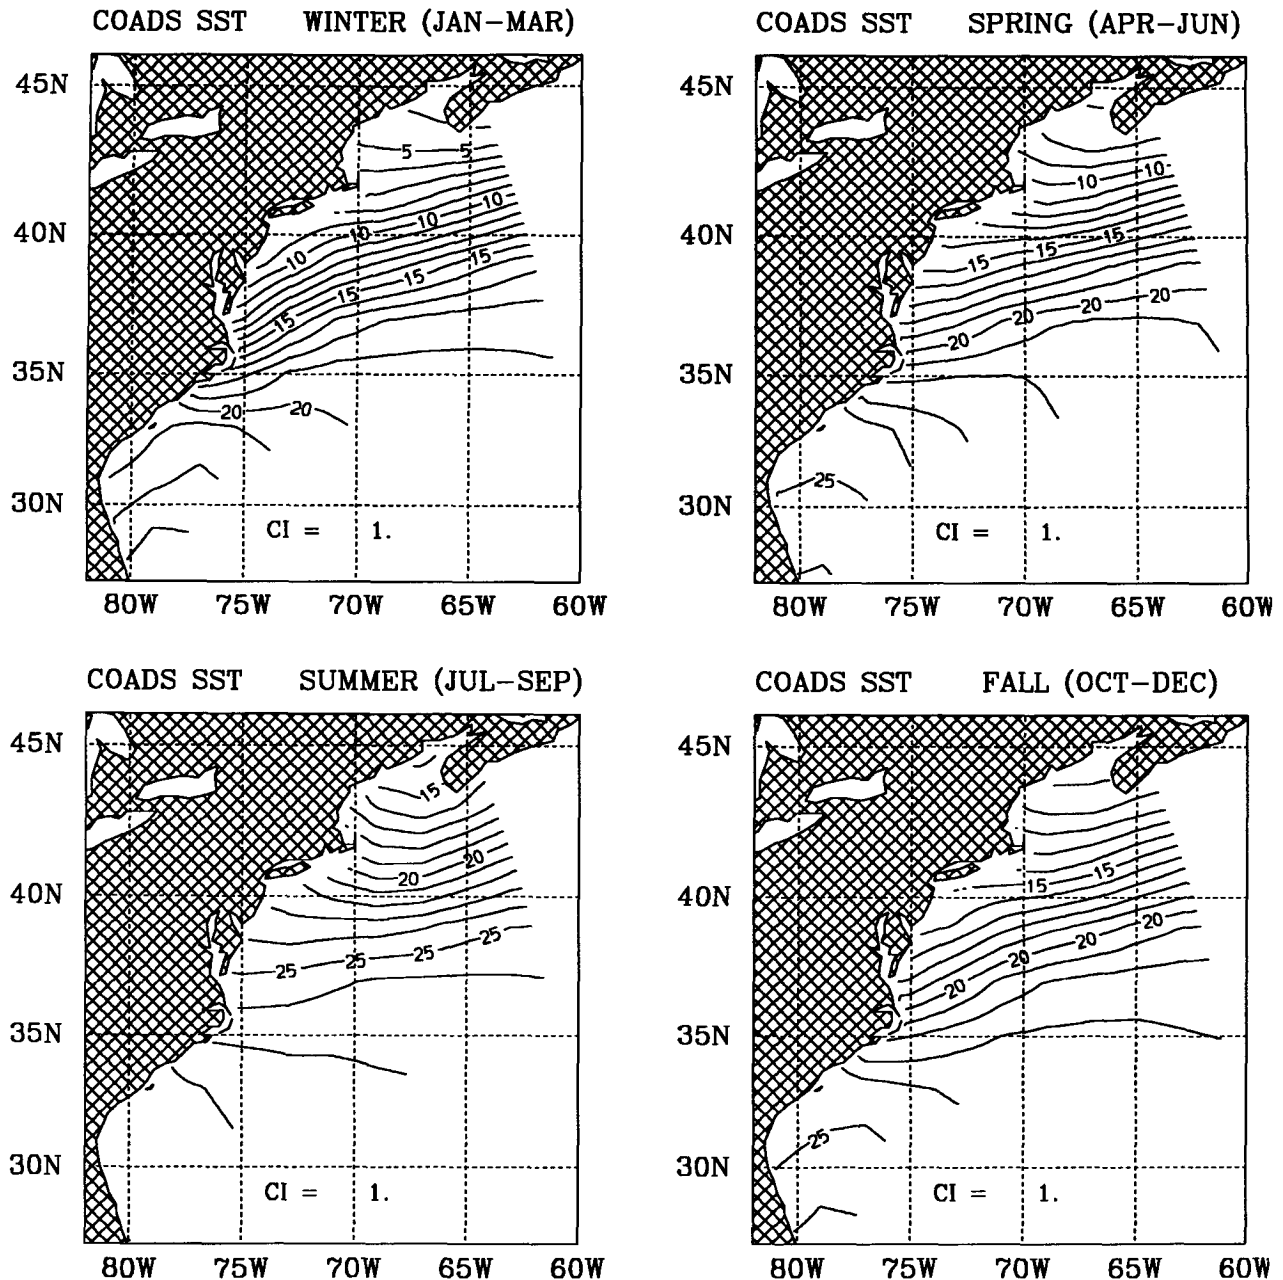 COADS SST WINTER (JAN-MAR)
45N
40N
35N
30N
5 5
10 10 10 10
15 15 15 15
20 20
CI = 1.
80W 75W 70W 65W 60W
COADS SST SPRING (APR-JUN)
45N
40N
35N
30N
10 10
15 15 15
20 20 20 20
25
CI = 1.
80W 75W 70W 65W 60W
COADS SST SUMMER (JUL-SEP)
45N
40N
35N
30N
15
20 20
25 25 25 25
CI = 1.
80W 75W 70W 65W 60W
COADS SST FALL (OCT-DEC)
45N
40N
35N
30N
15 15
20 20 20 20
25
CI = 1.
80W 75W 70W 65W 60W